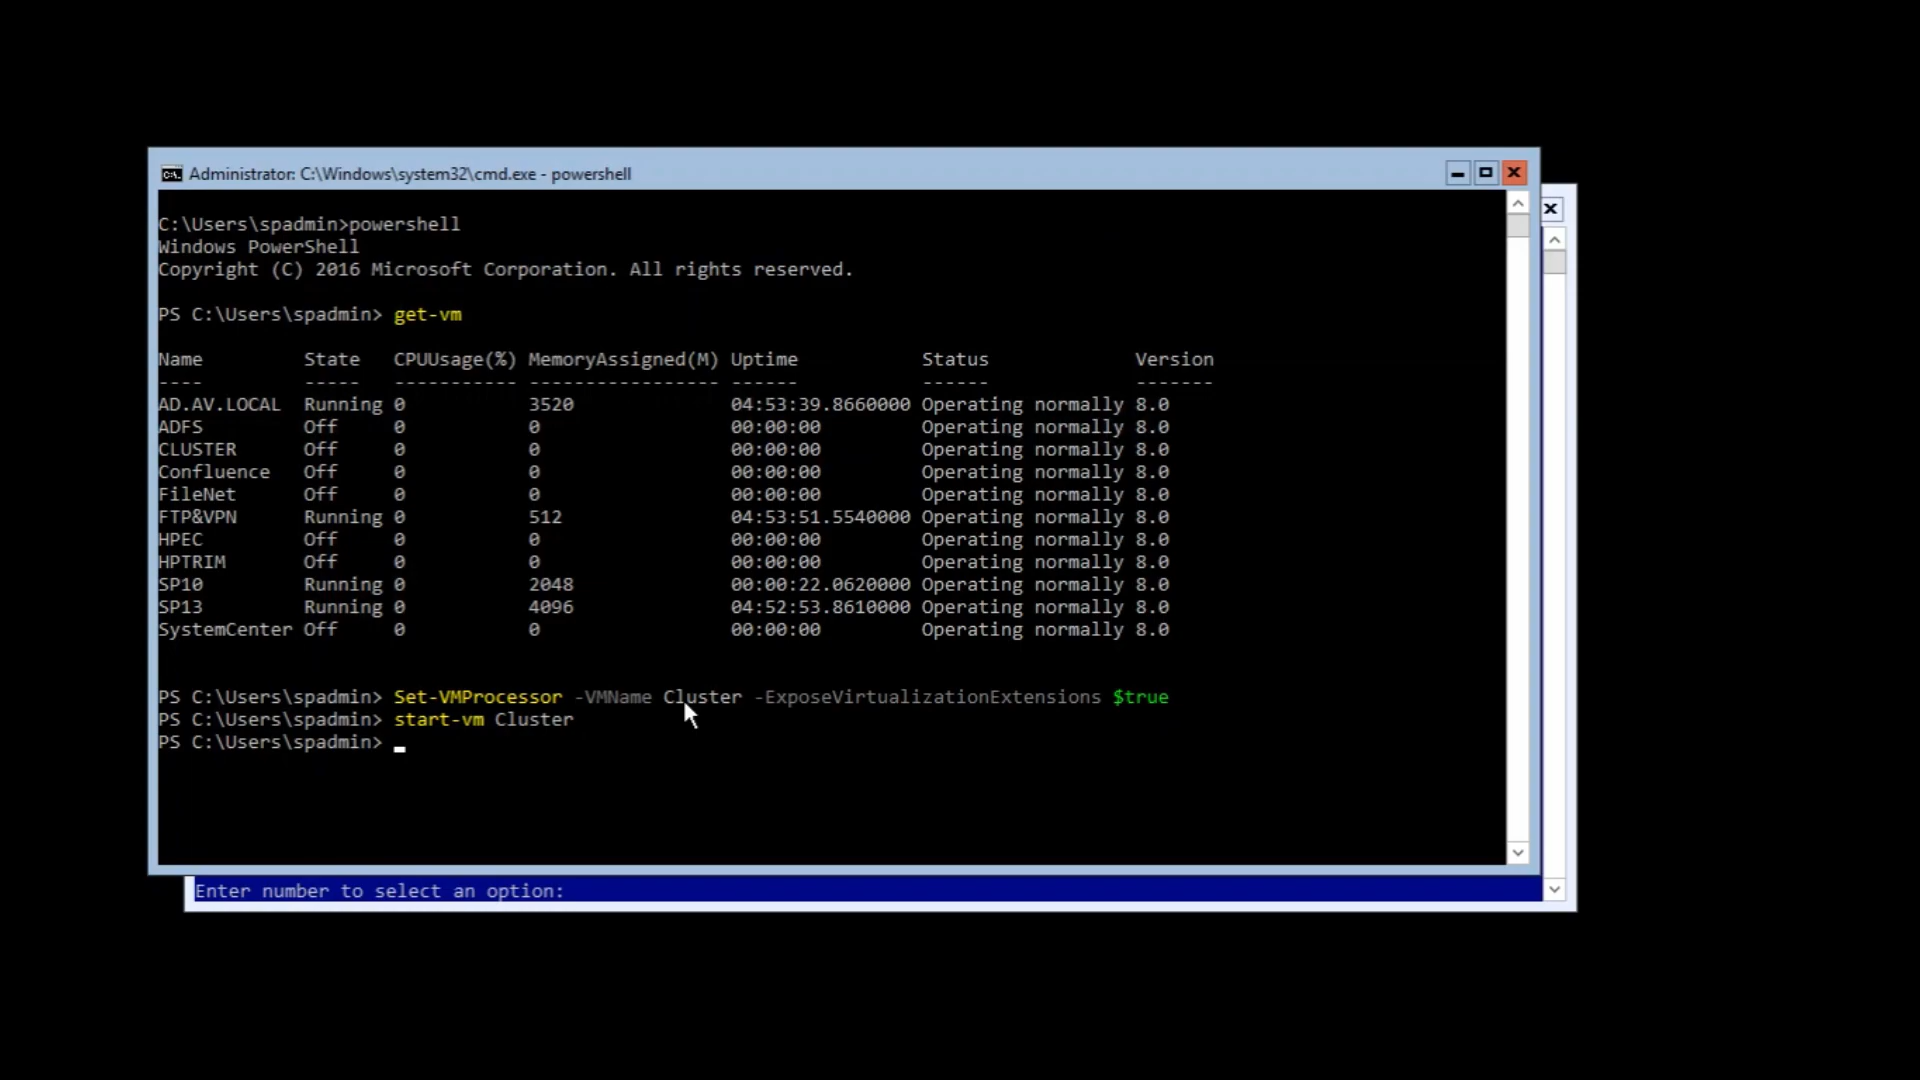 Administrator: C:\Windows\system32\cmd.exe - powershell
C:\Users\spadmin>powershell
Windows PowerShell
Copyright (C) 2016 Microsoft Corporation. All rights reserved.
PS C:\Users\spadmin> get-vm
Name State CPUUsage(%) MemoryAssigned(M) Uptime Status Version
---- ----- ----------- ----------------- ------ ------ -------
AD.AV.LOCAL Running 0 3520 04:53:39.8660000 Operating normally 8.0
ADFS Off 0 0 00:00:00 Operating normally 8.0
CLUSTER Off 0 0 00:00:00 Operating normally 8.0
Confluence Off 0 0 00:00:00 Operating normally 8.0
FileNet Off 0 0 00:00:00 Operating normally 8.0
FTP&VPN Running 0 512 04:53:51.5540000 Operating normally 8.0
HPEC Off 0 0 00:00:00 Operating normally 8.0
HPTRIM Off 0 0 00:00:00 Operating normally 8.0
SP10 Running 0 2048 00:00:22.0620000 Operating normally 8.0
SP13 Running 0 4096 04:52:53.8610000 Operating normally 8.0
SystemCenter Off 0 0 00:00:00 Operating normally 8.0
PS C:\Users\spadmin> Set-VMProcessor -VMName Cluster -ExposeVirtualizationExtensions $true
PS C:\Users\spadmin> start-vm Cluster
PS C:\Users\spadmin>
Enter number to select an option: